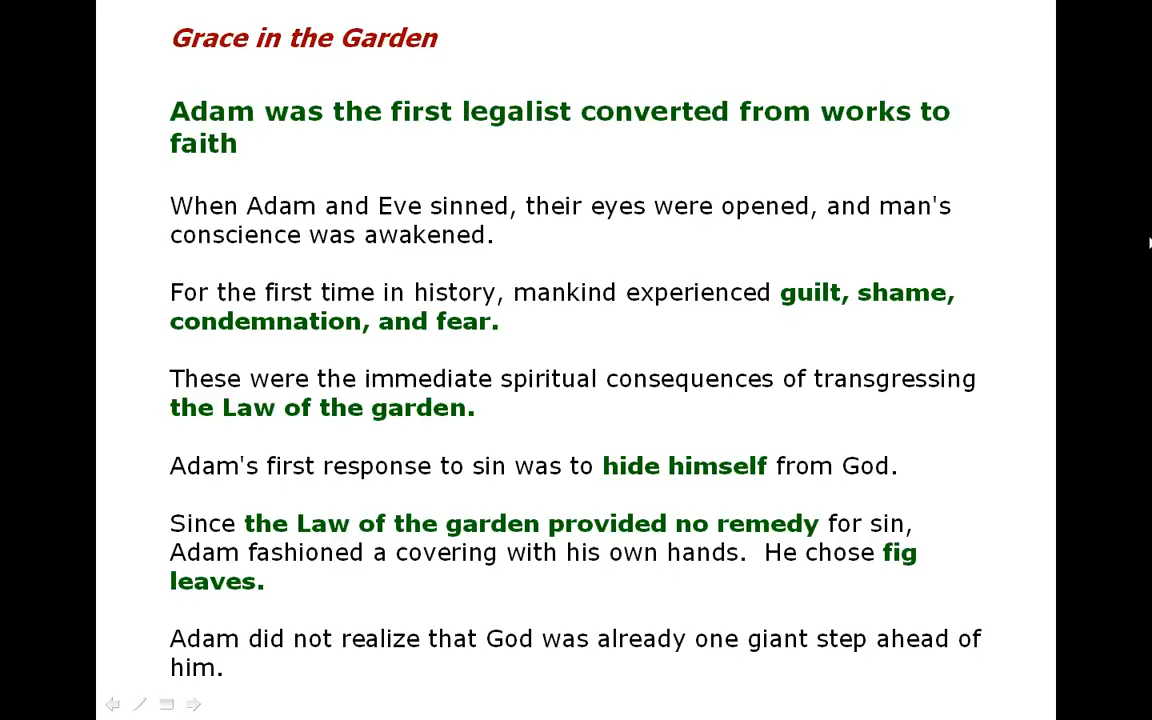 Grace in the Garden
Adam was the first legalist converted from works to
faith
When Adam and Eve sinned, their eyes were opened, and man's
conscience was awakened.
For the first time in history, mankind experienced guilt, shame,
condemnation, and fear.
These were the immediate spiritual consequences of transgressing
the Law of the garden.
Adam's first response to sin was to hide himself from God.
Since the Law of the garden provided no remedy for sin,
Adam fashioned a covering with his own hands.  He chose fig
leaves.
Adam did not realize that God was already one giant step ahead of
him.